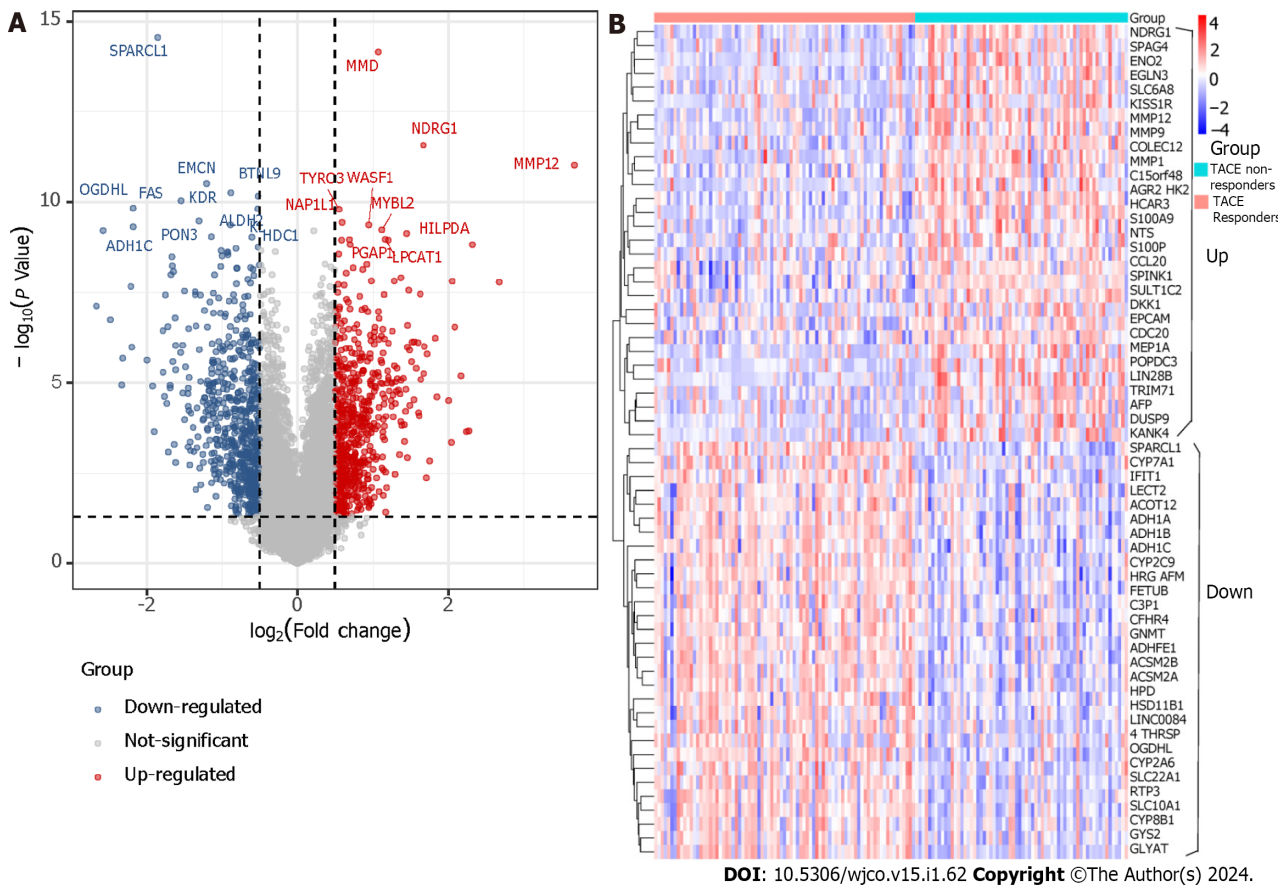 A
15
10
5
0
-2
0
2
− log10(P Value)
log2(Fold change)
SPARCL1
MMD
NDRG1
MMP12
EMCN
BTNL9
OGDHL
FAS
KDR
TYRO3
WASF1
NAP1L1
MYBL2
ALDH2
HILPDA
PON3
HDC1
ADH1C
PGAP1
LPCAT1
Group
Down-regulated
Not-significant
Up-regulated
B
Group
NDRG1
SPAG4
ENO2
EGLN3
SLC6A8
KISS1R
MMP12
MMP9
COLEC12
MMP1
C15orf48
AGR2 HK2
HCAR3
S100A9
NTS
S100P
CCL20
SPINK1
SULT1C2
DKK1
EPCAM
CDC20
MEP1A
POPDC3
LIN28B
TRIM71
AFP
DUSP9
KANK4
SPARCL1
CYP7A1
IFIT1
LECT2
ACOT12
ADH1A
ADH1B
ADH1C
CYP2C9
HRG AFM
FETUB
C3P1
CFHR4
GNMT
ADHFE1
ACSM2B
ACSM2A
HPD
HSD11B1
LINC0084
4 THRSP
OGDHL
CYP2A6
SLC22A1
RTP3
SLC10A1
CYP8B1
GYS2
GLYAT
4
2
0
−2
−4
Group
TACE non-
responders
TACE
Responders
Up
Down
DOI: 10.5306/wjco.v15.i1.62 Copyright ©The Author(s) 2024.